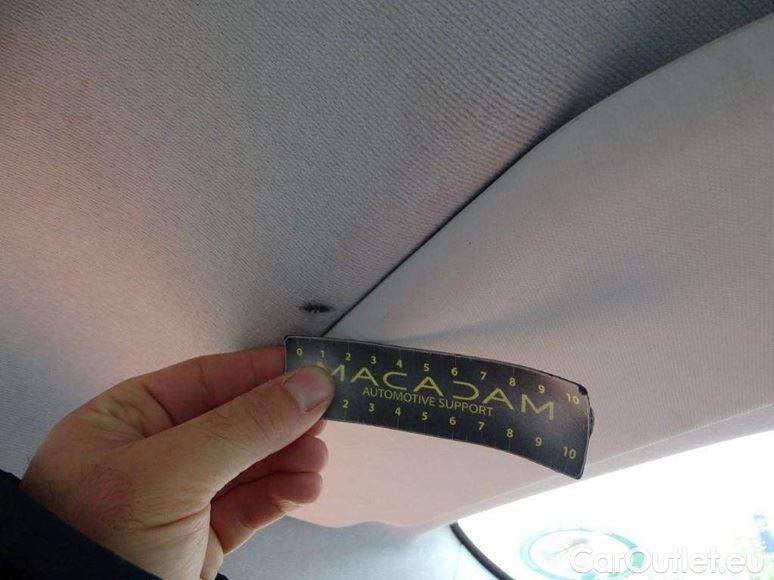 0 1 2 3 4 5 6 7 8 9 10
MACADAM
AUTOMOTIVE SUPPORT
2 3 4 5 6 7 8 9 10
CarOutlet.eu